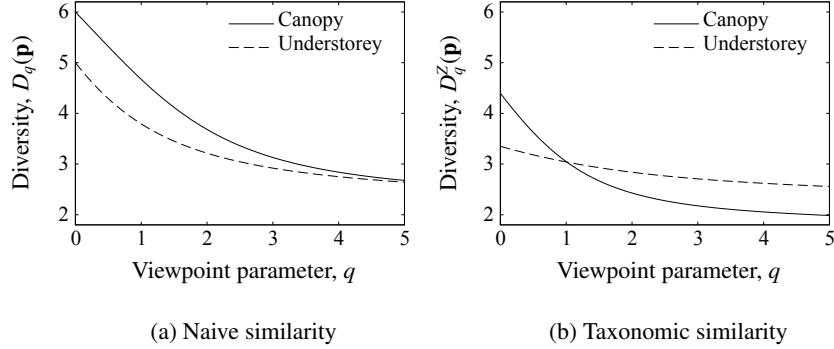 6
5
4
3
2
0 1 2 3 4 5
Diversity, D_q(p)
Viewpoint parameter, q
Canopy
Understorey
(a) Naive similarity
6
5
4
3
2
0 1 2 3 4 5
Diversity, D_q^Z(p)
Viewpoint parameter, q
Canopy
Understorey
(b) Taxonomic similarity